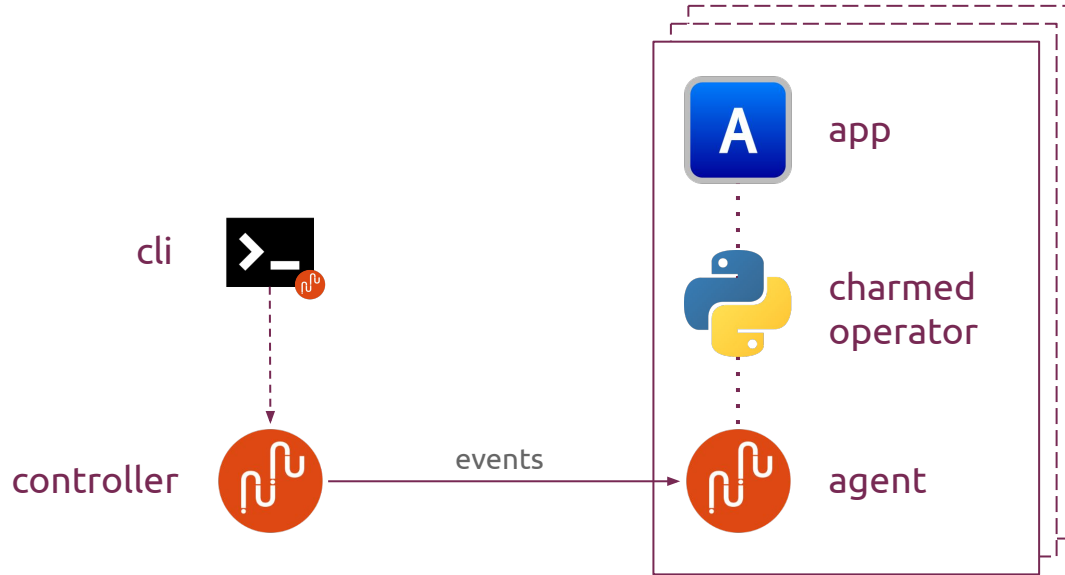 A
app
cli
>_
charmed
operator
events
controller
agent